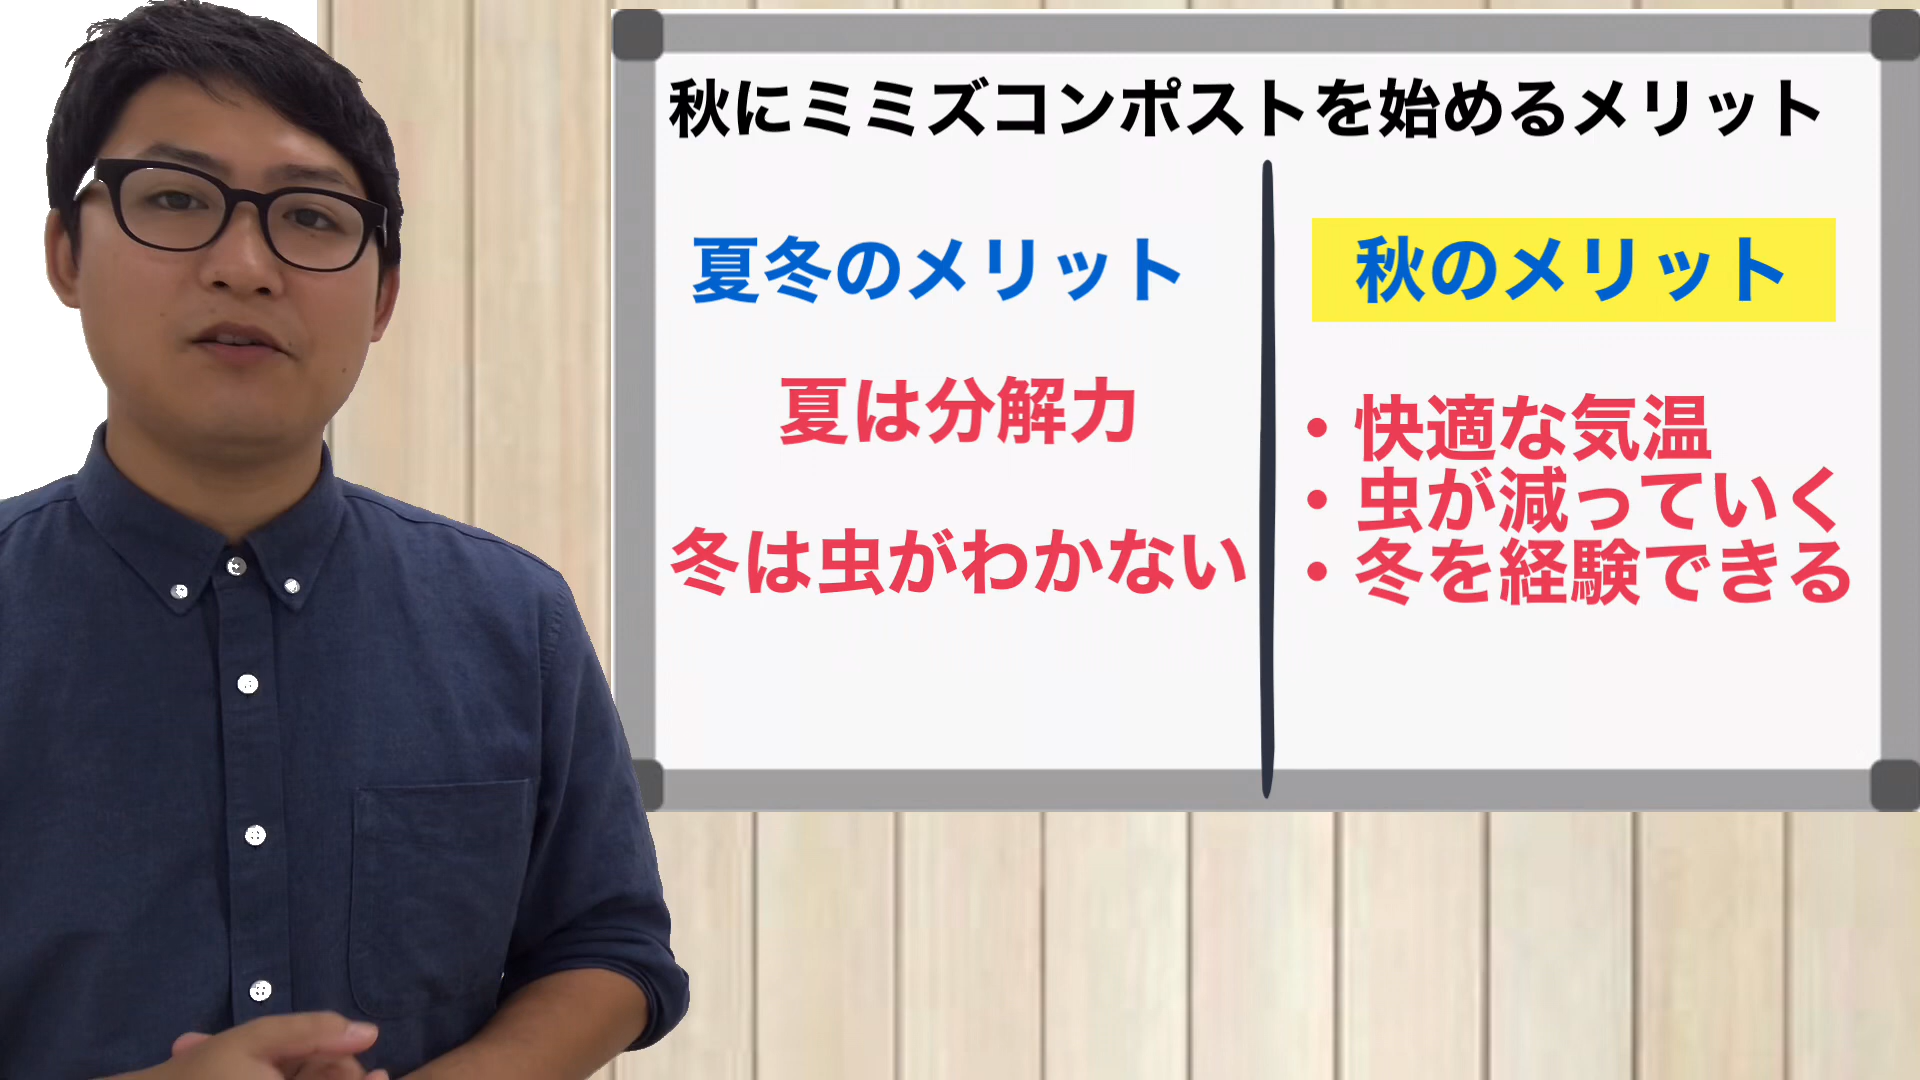 秋にミミズコンポストを始めるメリット
夏冬のメリット
夏は分解力
冬は虫がわかない
秋のメリット
・快適な気温
・虫が減っていく
・冬を経験できる